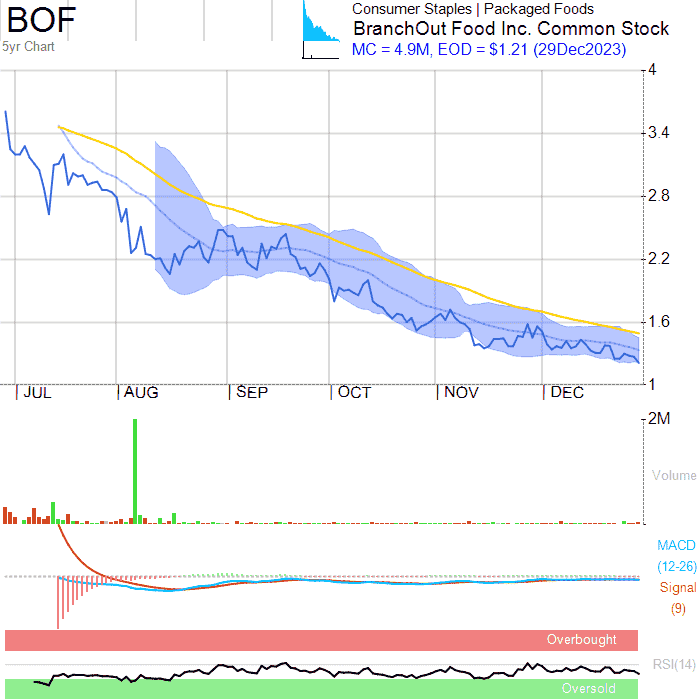 BOF
5yr Chart
Consumer Staples | Packaged Foods
BranchOut Food Inc. Common Stock
MC = 4.9M, EOD = $1.21 (29Dec2023)
4
3.4
2.8
2.2
1.6
1
JUL AUG SEP OCT NOV DEC
2M
Volume
MACD
(12-26)
Signal
(9)
Overbought
RSI(14)
Oversold